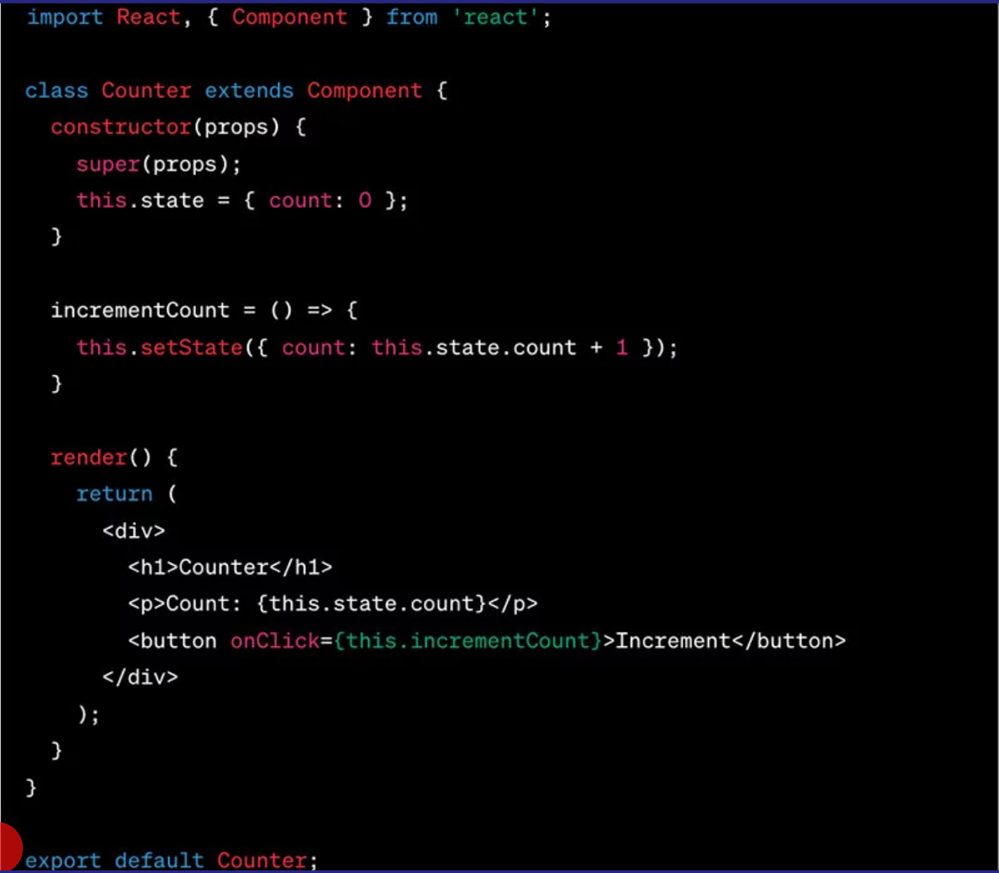 import React, { Component } from 'react';
class Counter extends Component {
constructor(props) {
super(props);
this.state = { count: 0 };
}
incrementCount = () => {
this.setState({ count: this.state.count + 1 });
}
render() {
return (
<div>
<h1>Counter</h1>
<p>Count: {this.state.count}</p>
<button onClick={this.incrementCount}>Increment</button>
</div>
);
}
}
export default Counter;